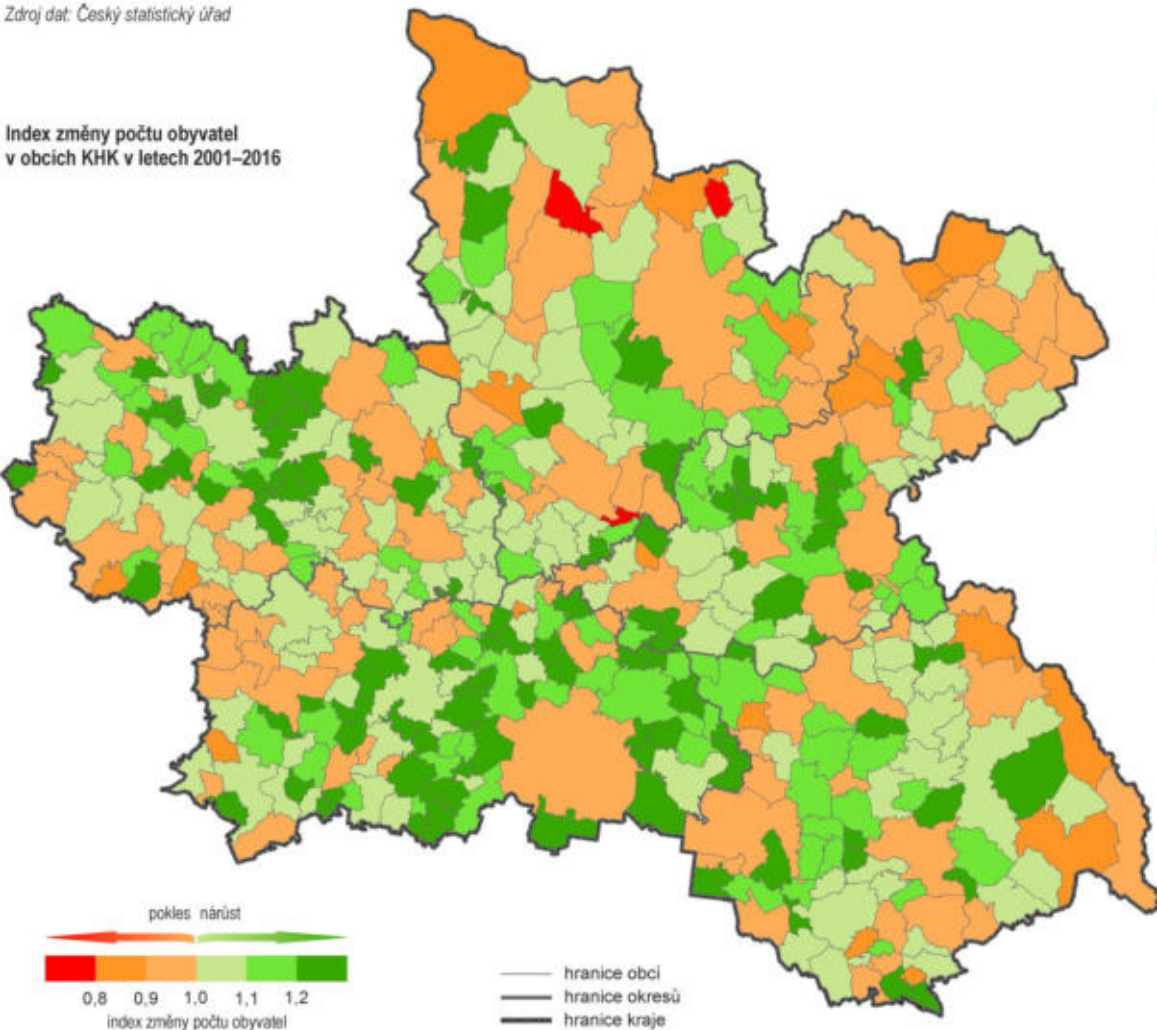 Zdroj dat: Český statistický úřad
Index změny počtu obyvatel
v obcích KHK v letech 2001–2016
pokles nárůst
0,8 0,9 1,0 1,1 1,2
index změny počtu obyvatel
hranice obcí
hranice okresů
hranice kraje